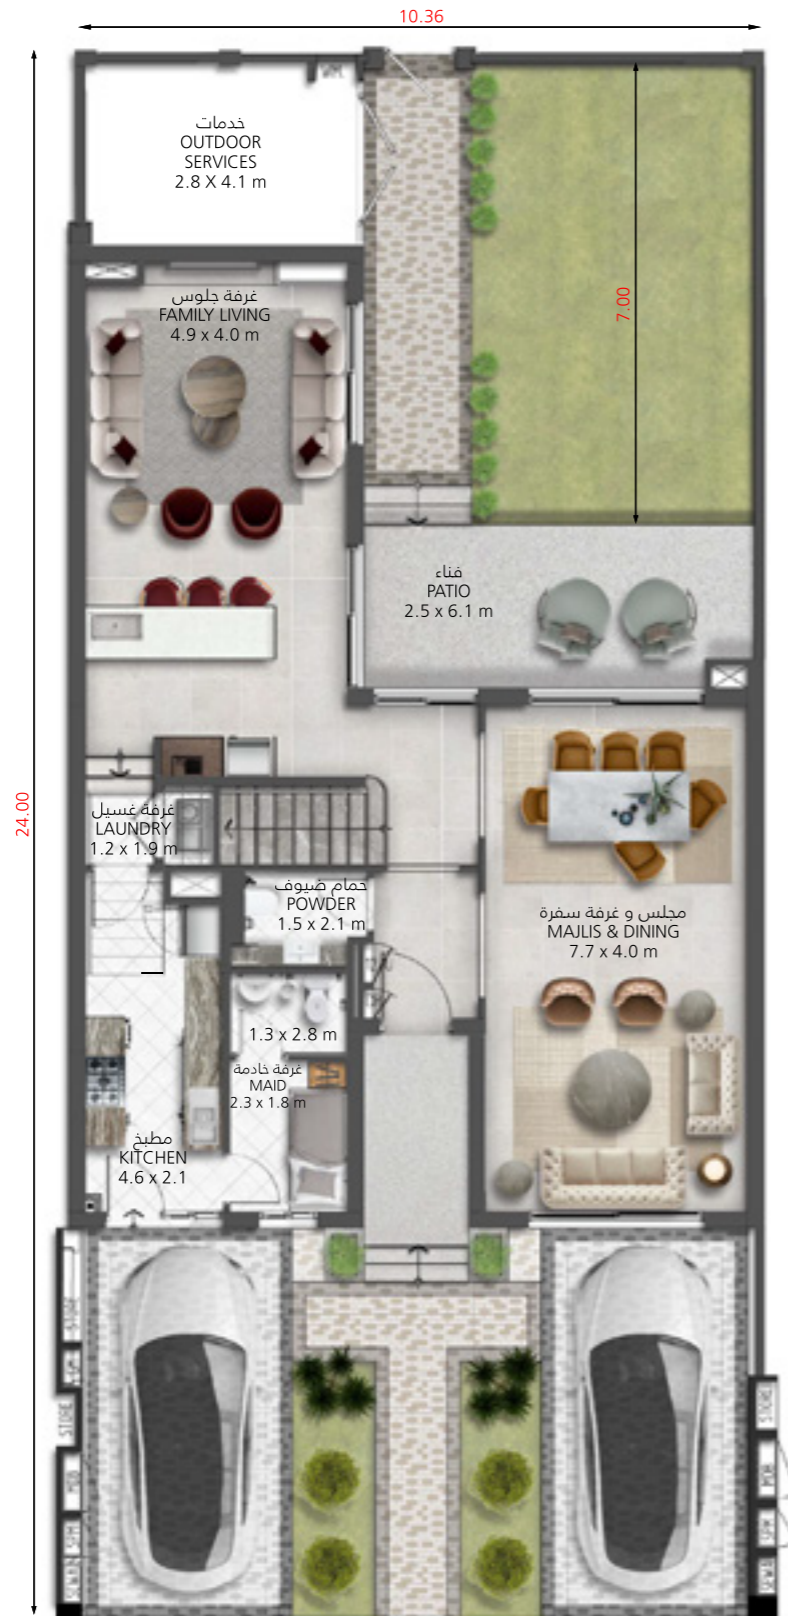 10.36
خدمات
OUTDOOR
SERVICES
2.8 X 4.1 m
غرفة جلوس
FAMILY LIVING
4.9 x 4.0 m
7.00
فناء
PATIO
2.5 x 6.1 m
24.00
غرفة غسيل
LAUNDRY
1.2 x 1.9 m
حمام ضيوف
POWDER
1.5 x 2.1 m
مجلس و غرفة سفرة
MAJLIS & DINING
7.7 x 4.0 m
1.3 x 2.8 m
غرفة خادمة
MAID
2.3 x 1.8 m
مطبخ
KITCHEN
4.6 x 2.1
STORE
STORE
STORE